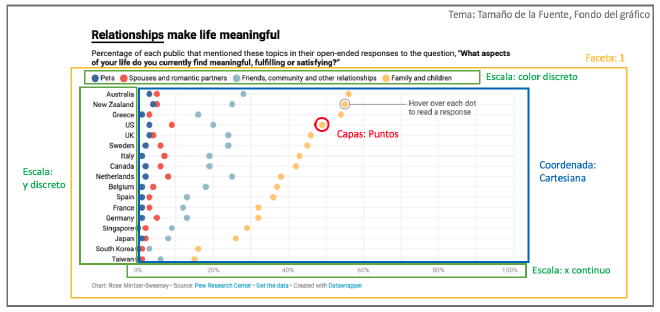 Tema: Tamaño de la Fuente, Fondo del gráfico
Relationships make life meaningful
Percentage of each public that mentioned these topics in their open-ended responses to the question, "What aspects
of your life do you currently find meaningful, fulfilling or satisfying?"
Faceta: 1
Pets Spouses and romantic partners Friends, community and other relationships Family and children
Escala: color discreto
Australia
New Zealand
Hover over each dot
to read a response
Greece
US
Capas: Puntos
UK
Sweden
Italy
Canada
Coordenada:
Cartesiana
Escala:
y discreto
Netherlands
Belgium
Spain
France
Germany
Singapore
Japan
South Korea
Taiwan
0% 20% 40% 60% 80% 100%
Escala: x continuo
Chart: Rose Mintzer-Sweeney • Source: Pew Research Center • Get the data • Created with Datawrapper